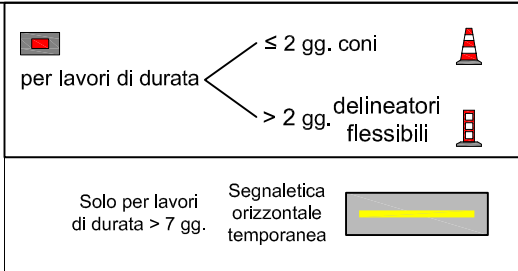 ≤ 2 gg. coni
per lavori di durata
> 2 gg. delineatori
flessibili
Solo per lavori
di durata > 7 gg.
Segnaletica
orizzontale
temporanea